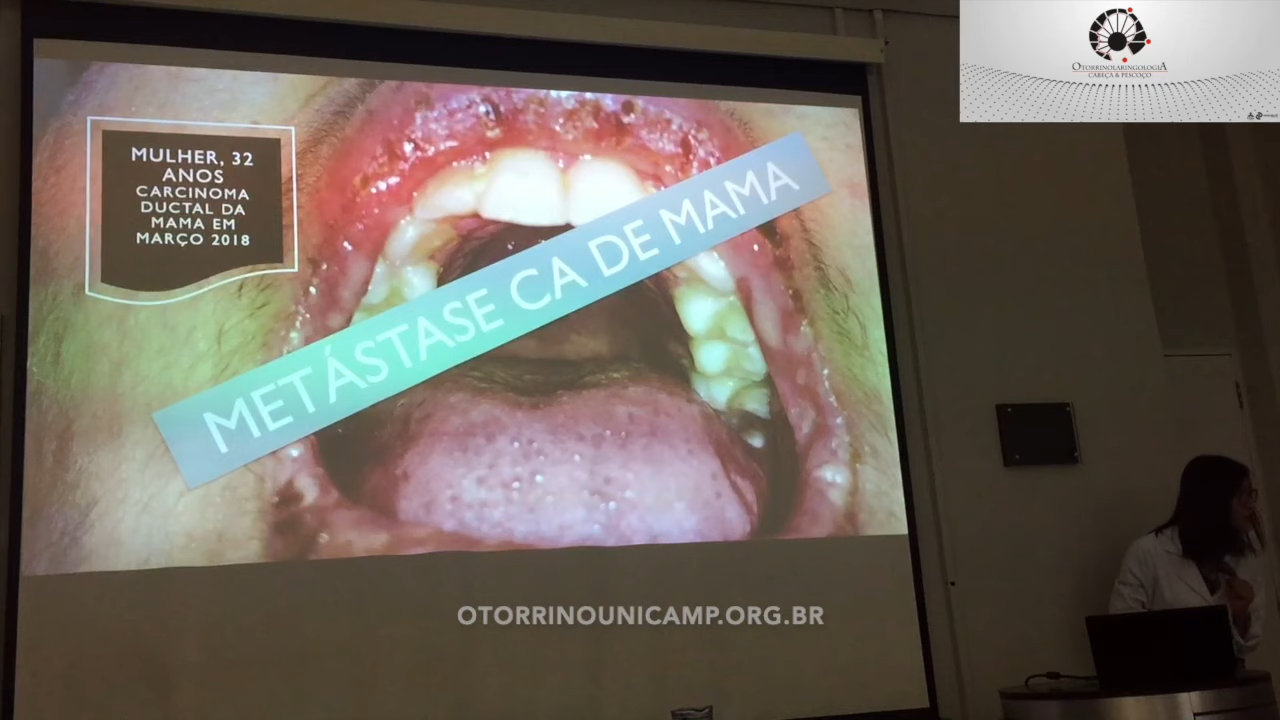 OTORRINOLARINGOLOGIA
CABEÇA & PESCOÇO
MULHER, 32
ANOS
CARCINOMA
DUCTAL DA
MAMA EM
MARÇO 2018
METÁSTASE CA DE MAMA
OTORRINOUNICAMP.ORG.BR